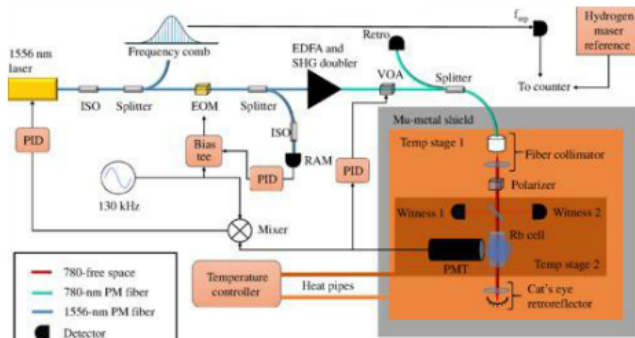 1556 nm
laser
Frequency comb
ISO
Splitter
EOM
Splitter
EDFA and
SHG doubler
Retro
VOA
Splitter
f_rep
To counter
Hydrogen
maser
reference
PID
Bias
tee
ISO
RAM
PID
PID
130 kHz
Mixer
Mu-metal shield
Temp stage 1
Fiber collimator
Polarizer
Witness 1
Witness 2
Rb cell
PMT
Temp stage 2
Cat's eye
retroreflector
Temperature
controller
Heat pipes
780-free space
780-nm PM fiber
1556-nm PM fiber
Detector